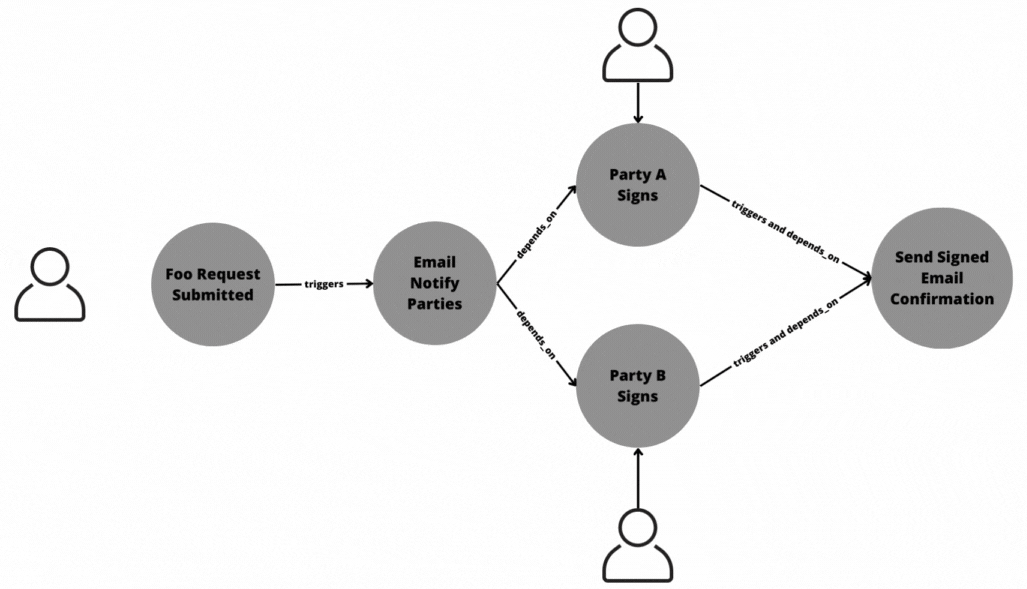 Foo Request
Submitted
triggers
Email
Notify
Parties
depends_on
depends_on
Party A
Signs
Party B
Signs
triggers and depends_on
triggers and depends_on
Send Signed
Email
Confirmation